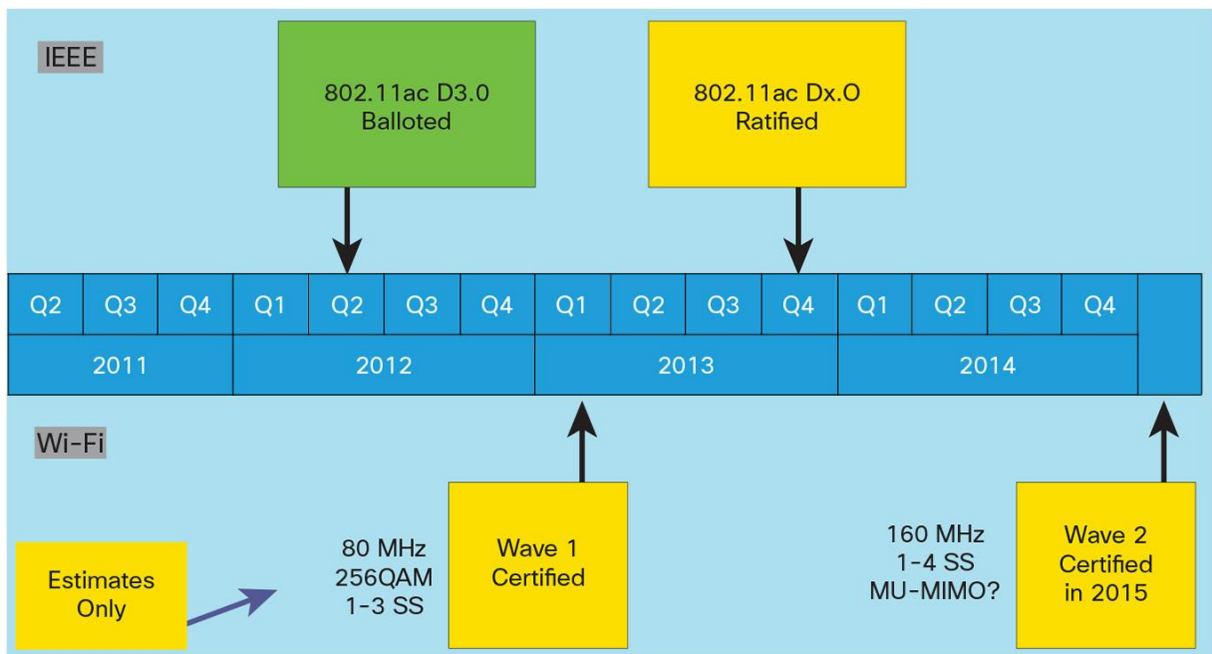 IEEE
802.11ac D3.0
Balloted
802.11ac Dx.O
Ratified
Q2 Q3 Q4 Q1 Q2 Q3 Q4 Q1 Q2 Q3 Q4 Q1 Q2 Q3 Q4
2011 2012 2013 2014
Wi-Fi
Estimates
Only
80 MHz
256QAM
1-3 SS
Wave 1
Certified
160 MHz
1-4 SS
MU-MIMO?
Wave 2
Certified
in 2015